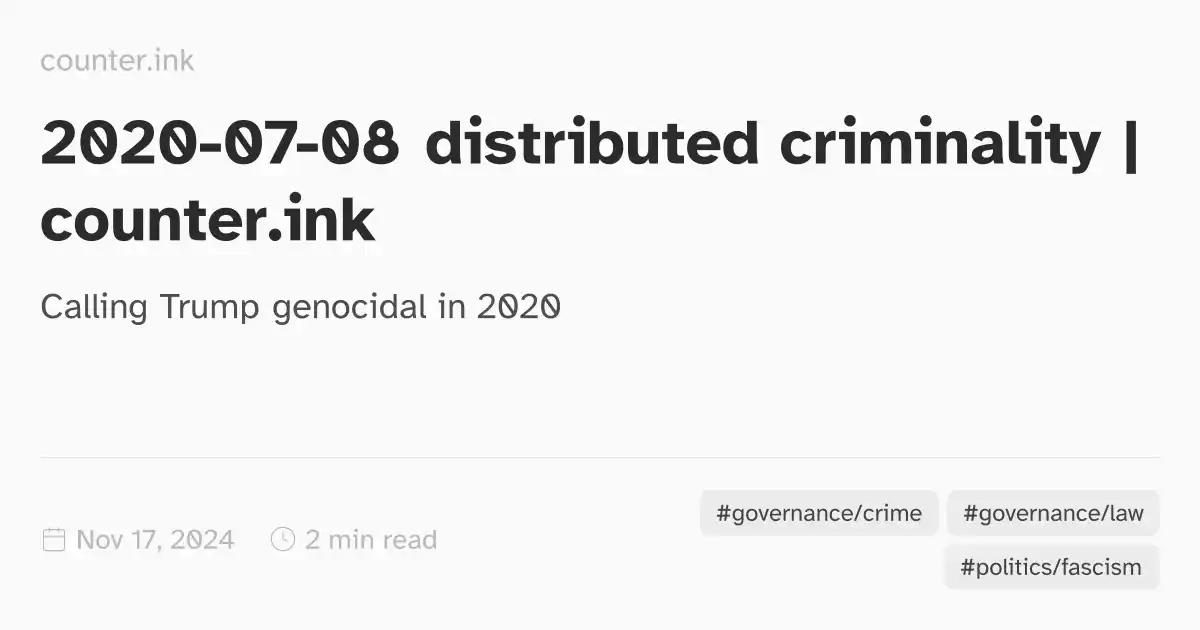 counter.ink
2020-07-08 distributed criminality |
counter.ink
Calling Trump genocidal in 2020
Nov 17, 2024 2 min read
#governance/crime #governance/law
#politics/fascism